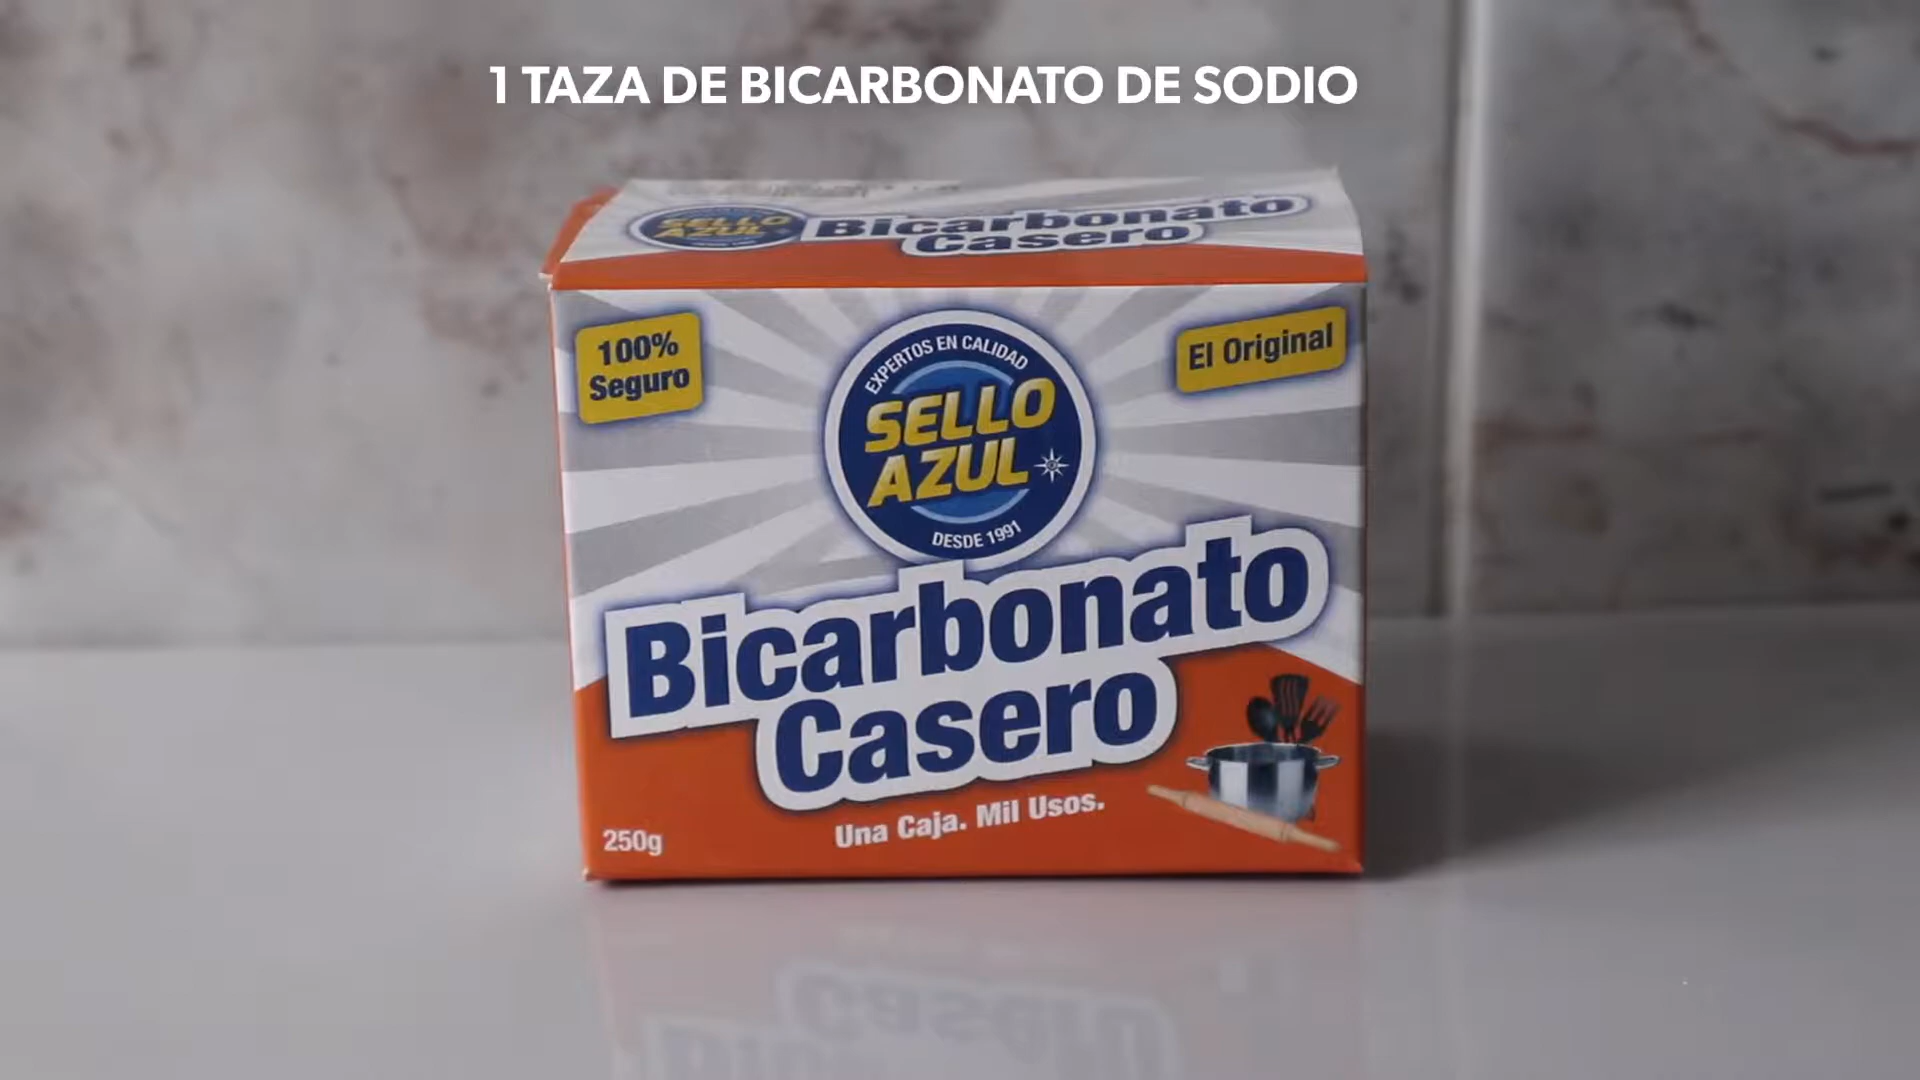 1 TAZA DE BICARBONATO DE SODIO
SELLO
AZUL
Bicarbonato
Casero
100%
Seguro
El Original
EXPERTOS EN CALIDAD
SELLO
AZUL
DESDE 1991
Bicarbonato
Casero
Una Caja. Mil Usos.
250g